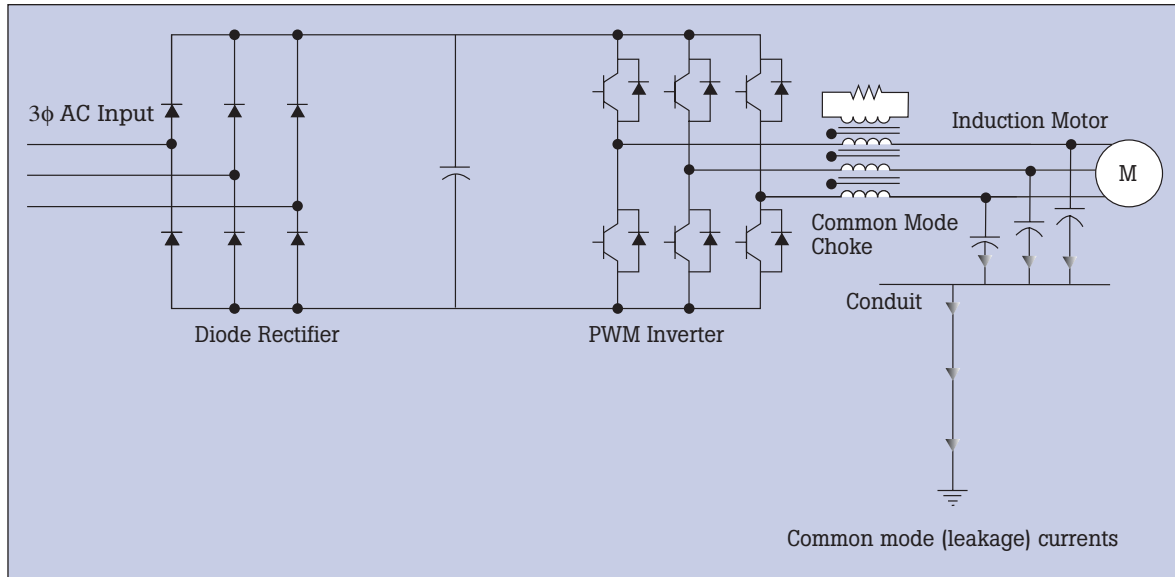 3ϕ AC Input
Induction Motor
M
Common Mode
Choke
Conduit
Diode Rectifier
PWM Inverter
Common mode (leakage) currents